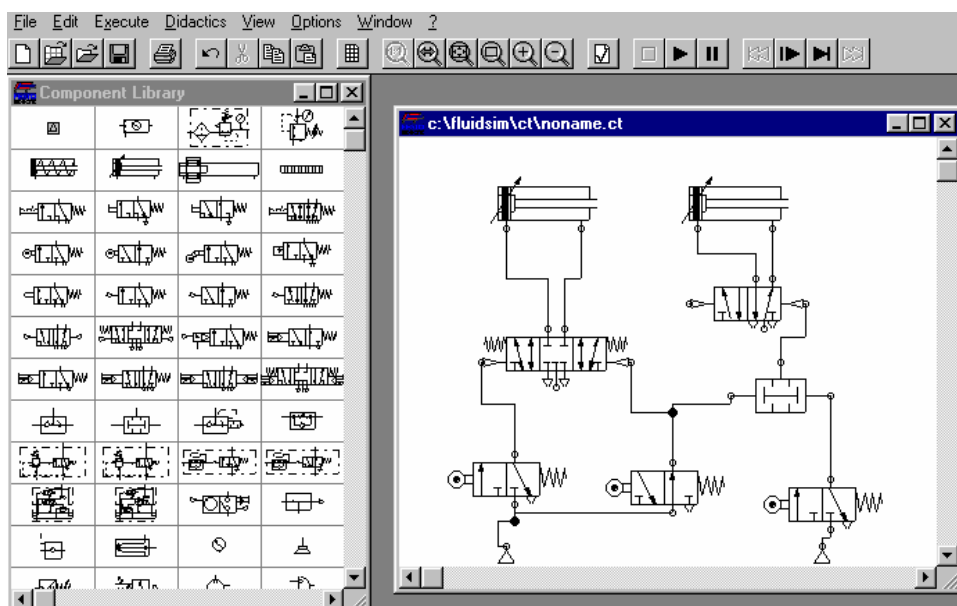 File Edit Execute Didactics View Options Window ?
Component Library
c:\fluidsim\ct\noname.ct